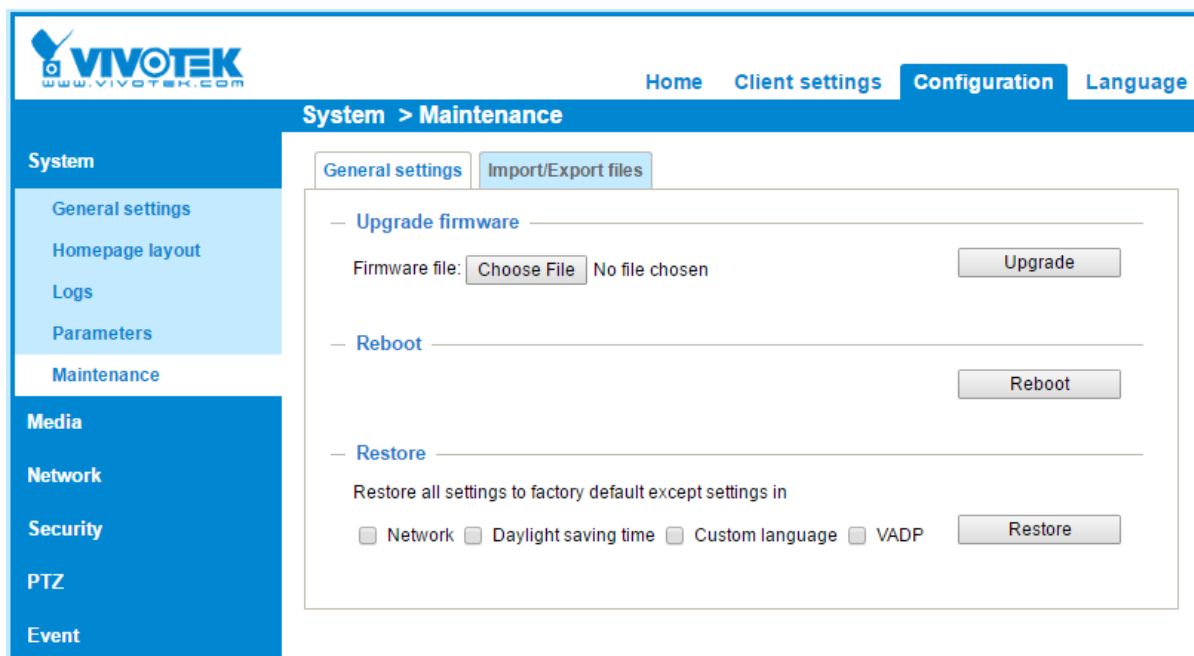 VIVOTEK
www.vivotek.com
Home Client settings Configuration Language
System > Maintenance
System
General settings
Homepage layout
Logs
Parameters
Maintenance
Media
Network
Security
PTZ
Event
General settings Import/Export files
Upgrade firmware
Firmware file: Choose File No file chosen Upgrade
Reboot
Reboot
Restore
Restore all settings to factory default except settings in
Network Daylight saving time Custom language VADP Restore